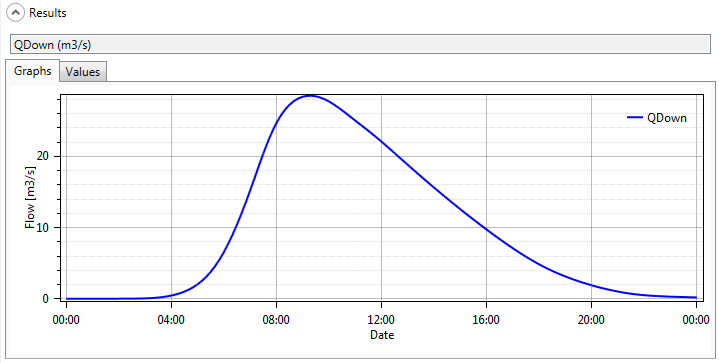 Results
QDown (m3/s)
Graphs Values
QDown
Flow [m3/s]
20
10
0
00:00 04:00 08:00 12:00 16:00 20:00 00:00
Date